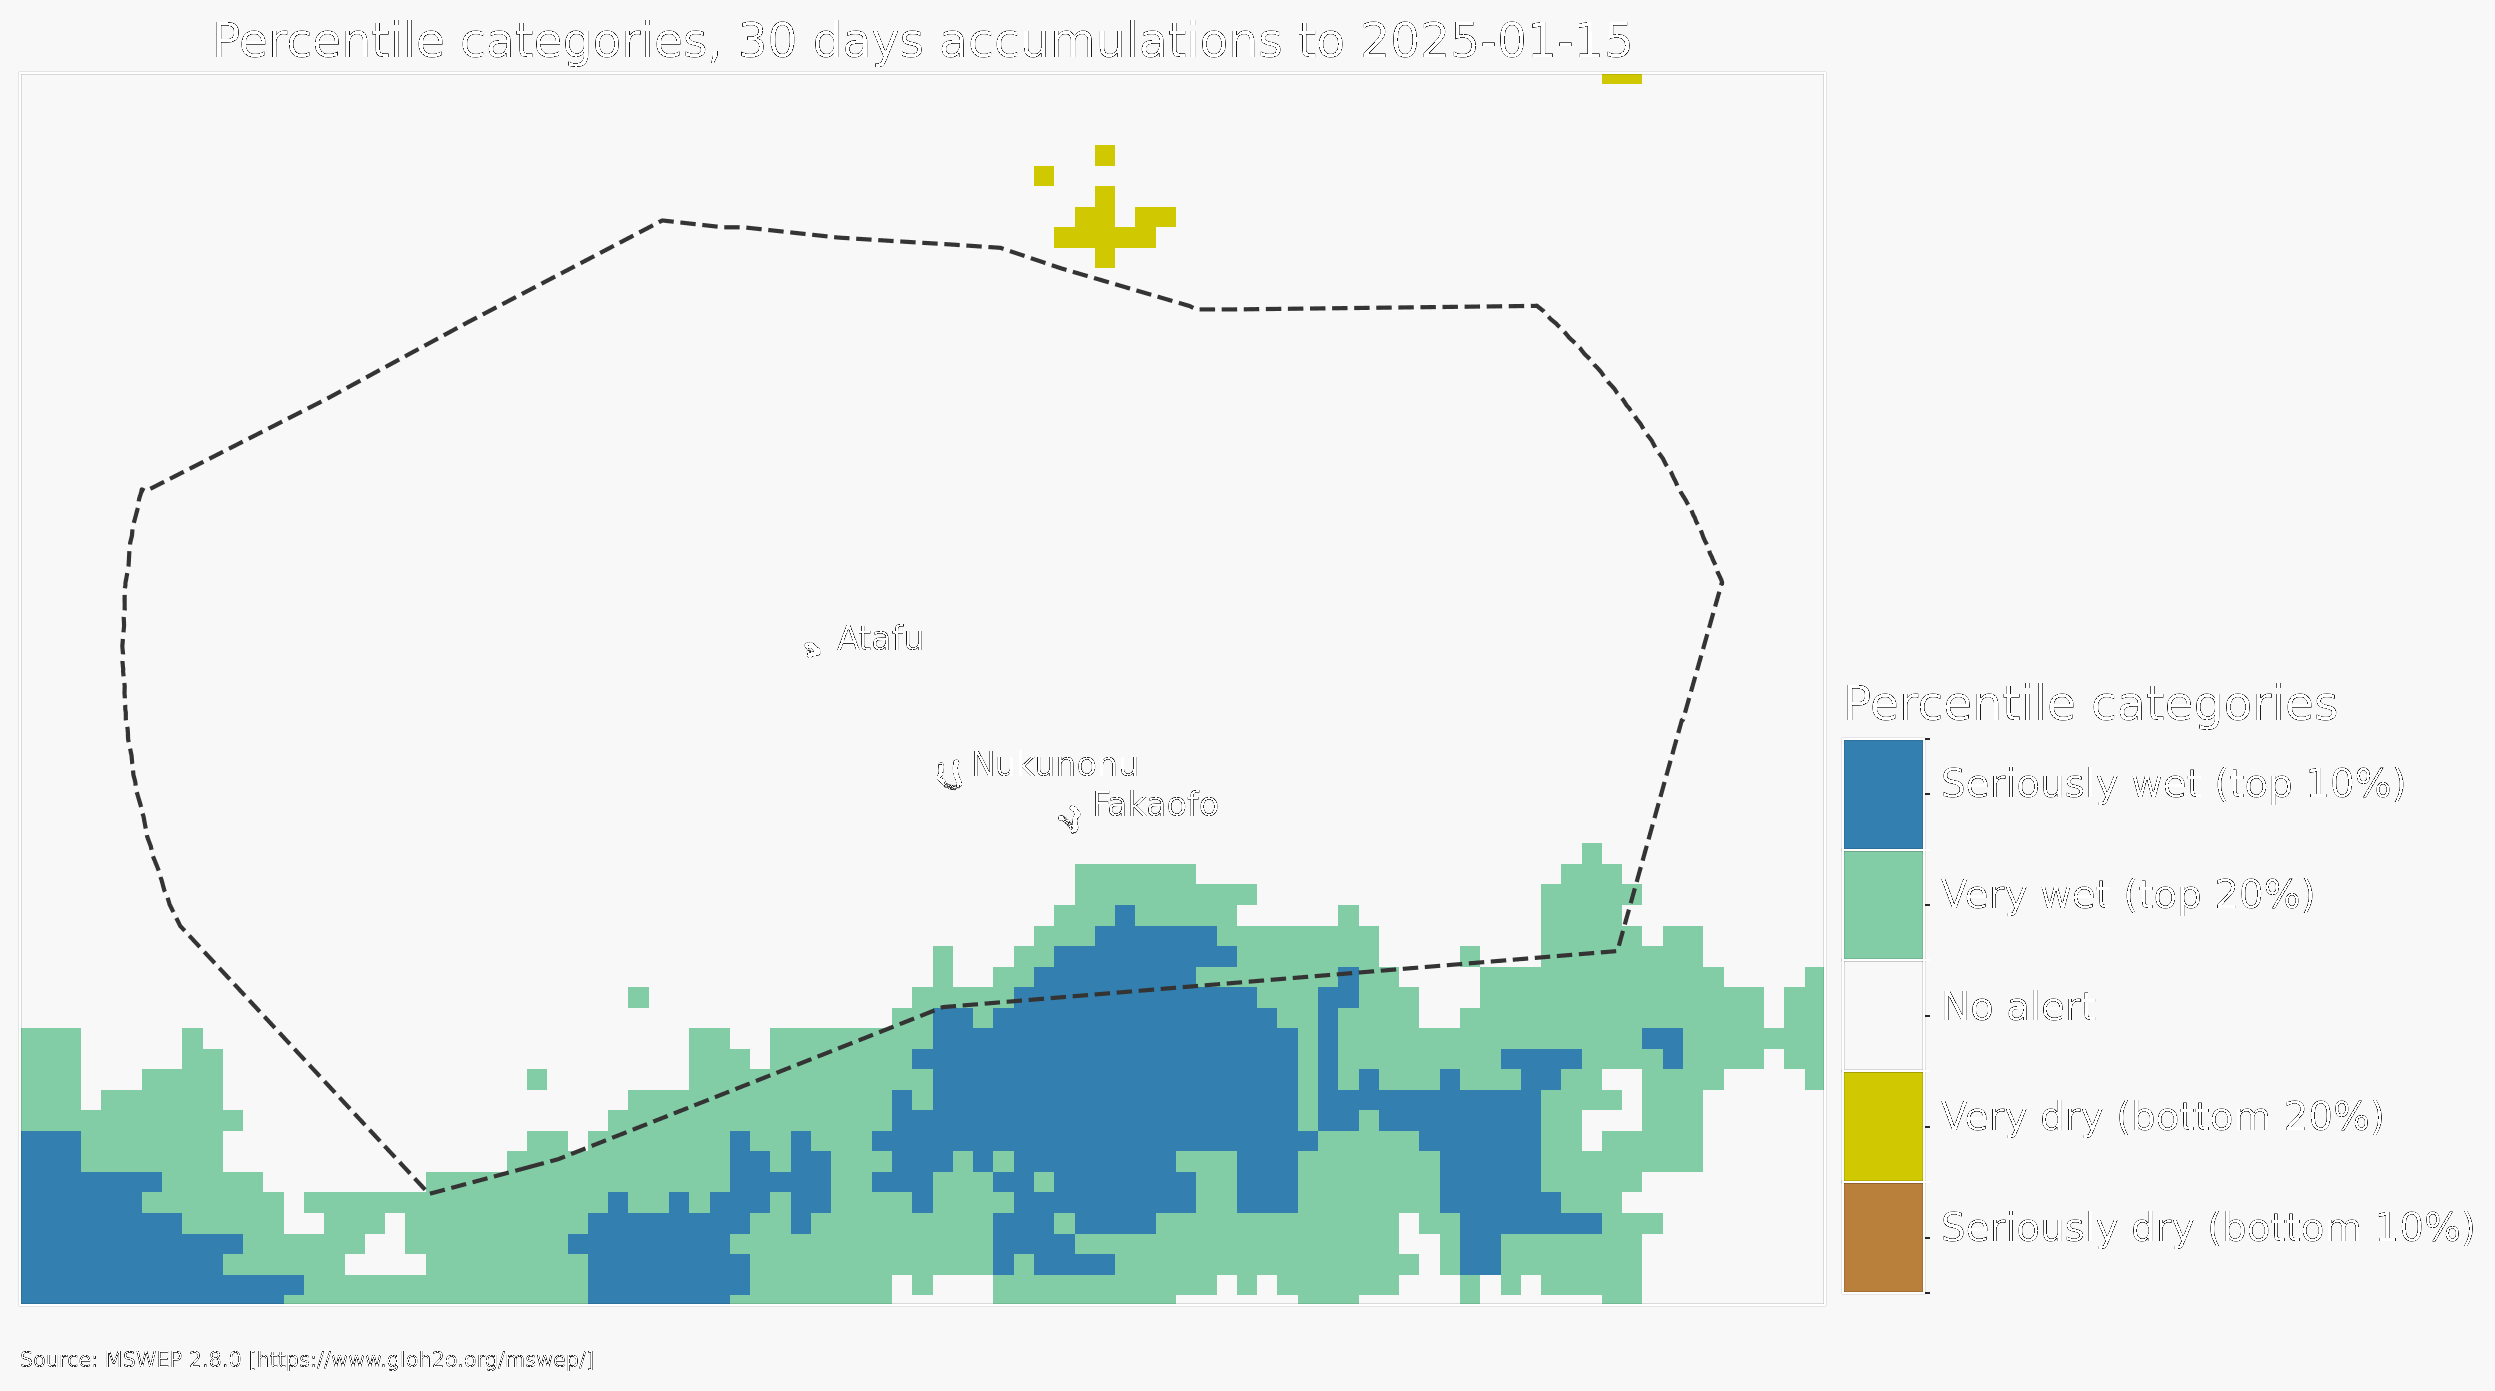 Percentile categories, 30 days accumulations to 2025-01-15
Atafu
Nukunonu
Fakaofo
Percentile categories
Seriously wet (top 10%)
Very wet (top 20%)
No alert
Very dry (bottom 20%)
Seriously dry (bottom 10%)
Source: MSWEP 2.8.0 [https://www.gloh2o.org/mswep/]